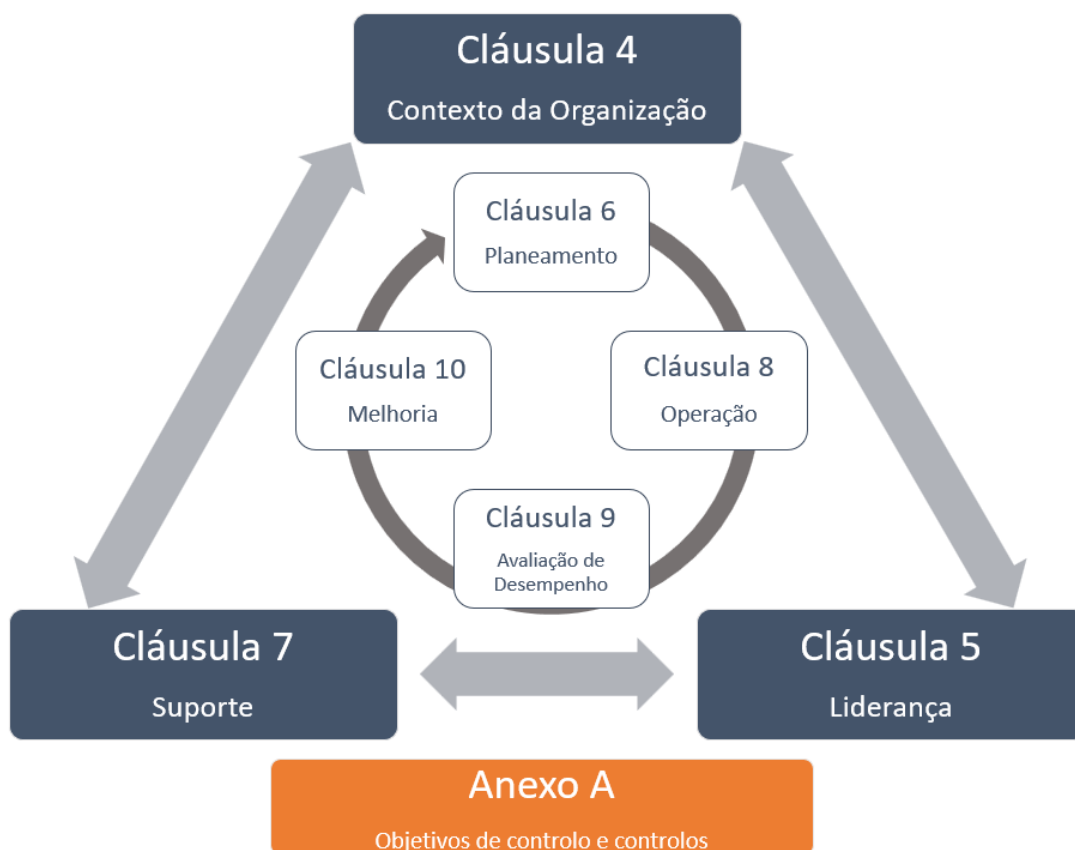 Cláusula 4
Contexto da Organização
Cláusula 6
Planeamento
Cláusula 10
Melhoria
Cláusula 8
Operação
Cláusula 9
Avaliação de
Desempenho
Cláusula 7
Suporte
Cláusula 5
Liderança
Anexo A
Objetivos de controlo e controlos